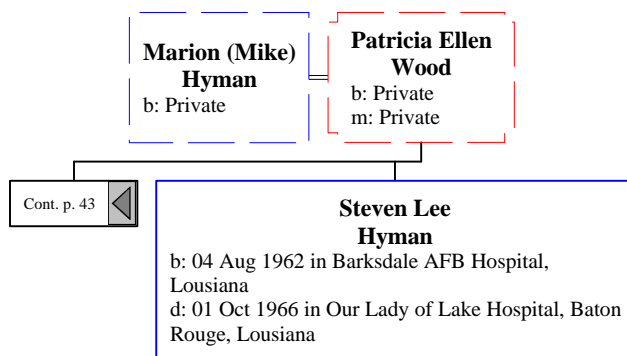 Marion (Mike)
Hyman
b: Private
Patricia Ellen
Wood
b: Private
m: Private
Cont. p. 43
Steven Lee
Hyman
b: 04 Aug 1962 in Barksdale AFB Hospital,
Lousiana
d: 01 Oct 1966 in Our Lady of Lake Hospital, Baton
Rouge, Lousiana